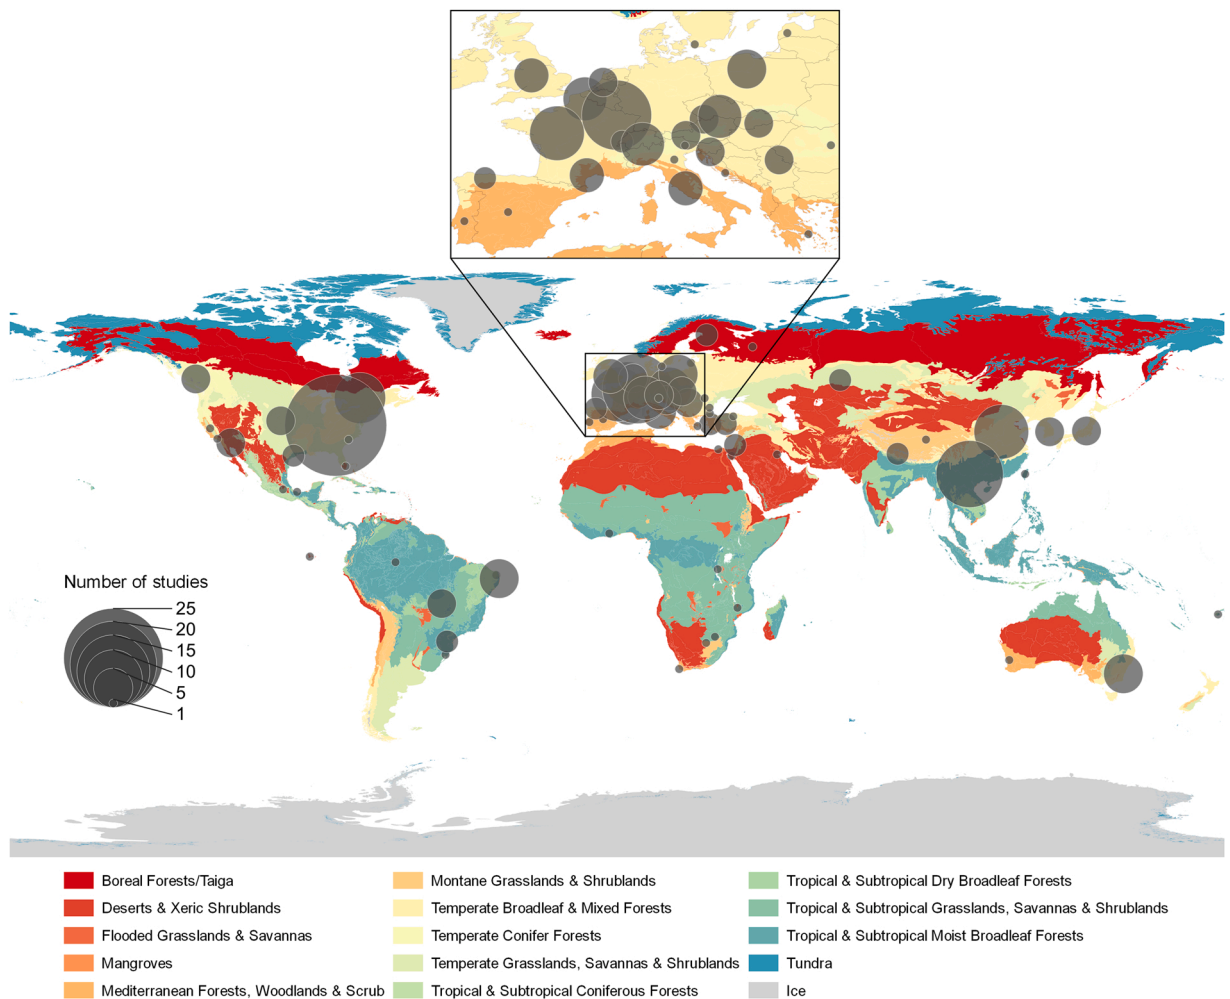 Number of studies
25
20
15
10
5
1
Boreal Forests/Taiga
Deserts & Xeric Shrublands
Flooded Grasslands & Savannas
Mangroves
Mediterranean Forests, Woodlands & Scrub
Montane Grasslands & Shrublands
Temperate Broadleaf & Mixed Forests
Temperate Conifer Forests
Temperate Grasslands, Savannas & Shrublands
Tropical & Subtropical Coniferous Forests
Tropical & Subtropical Dry Broadleaf Forests
Tropical & Subtropical Grasslands, Savannas & Shrublands
Tropical & Subtropical Moist Broadleaf Forests
Tundra
Ice